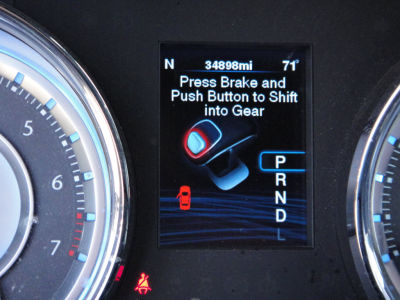 N 34898mi 71°
Press Brake and
Push Button to Shift
into Gear
P
R
N
D
L
5
6
7